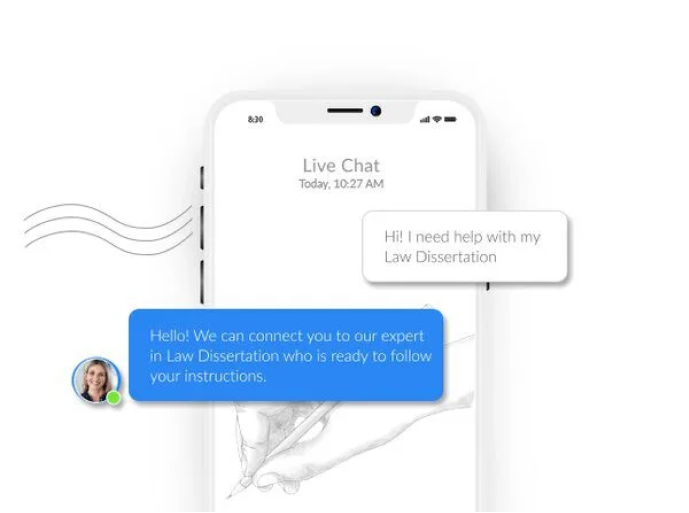 8:30
Live Chat
Today, 10:27 AM
Hi! I need help with my
Law Dissertation
Hello! We can connect you to our expert
in Law Dissertation who is ready to follow
your instructions.